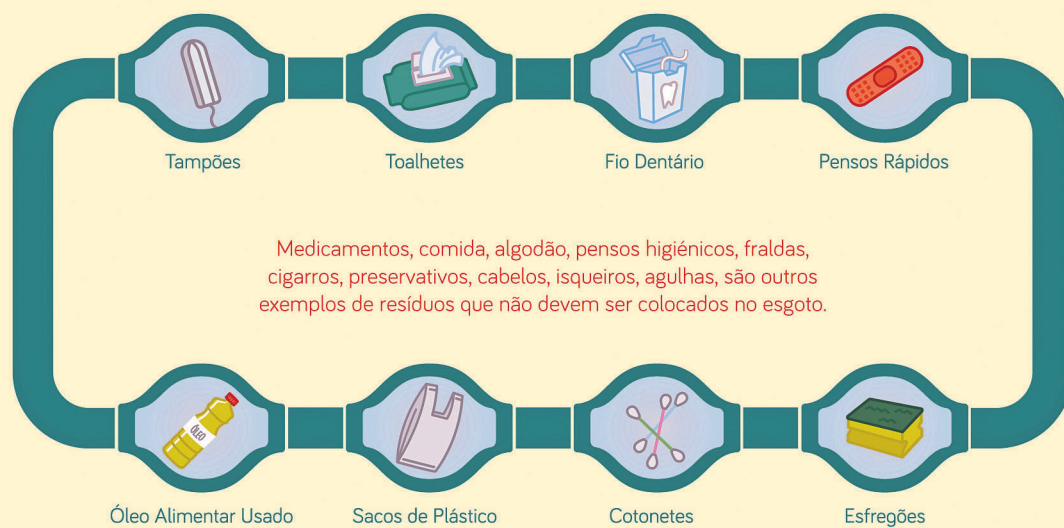 Tampões
Toalhetes
Fio Dentário
Pensos Rápidos
Medicamentos, comida, algodão, pensos higiénicos, fraldas,
cigarros, preservativos, cabelos, isqueiros, agulhas, são outros
exemplos de resíduos que não devem ser colocados no esgoto.
ÓLEO
Óleo Alimentar Usado
Sacos de Plástico
Cotonetes
Esfregões